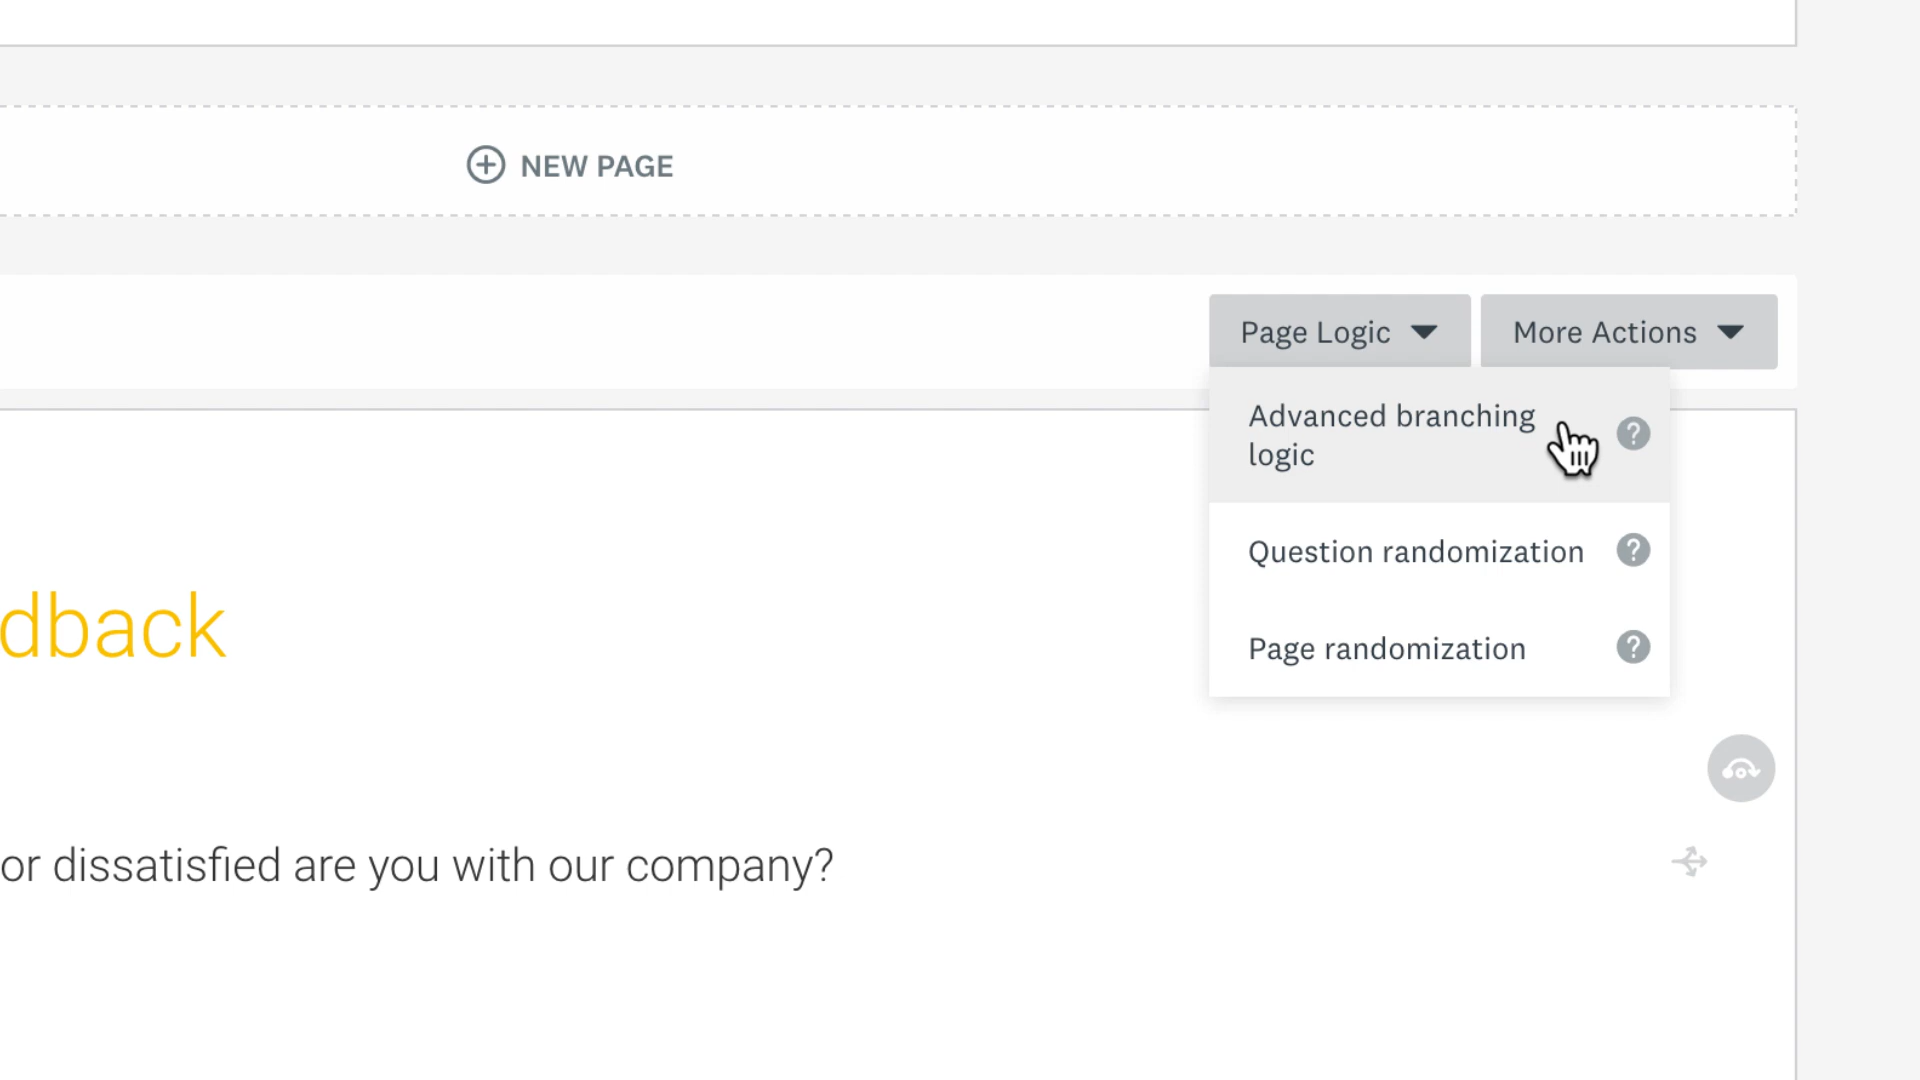 NEW PAGE
Page Logic
More Actions
Advanced branching
logic
?
Question randomization
?
Page randomization
?
dback
or dissatisfied are you with our company?